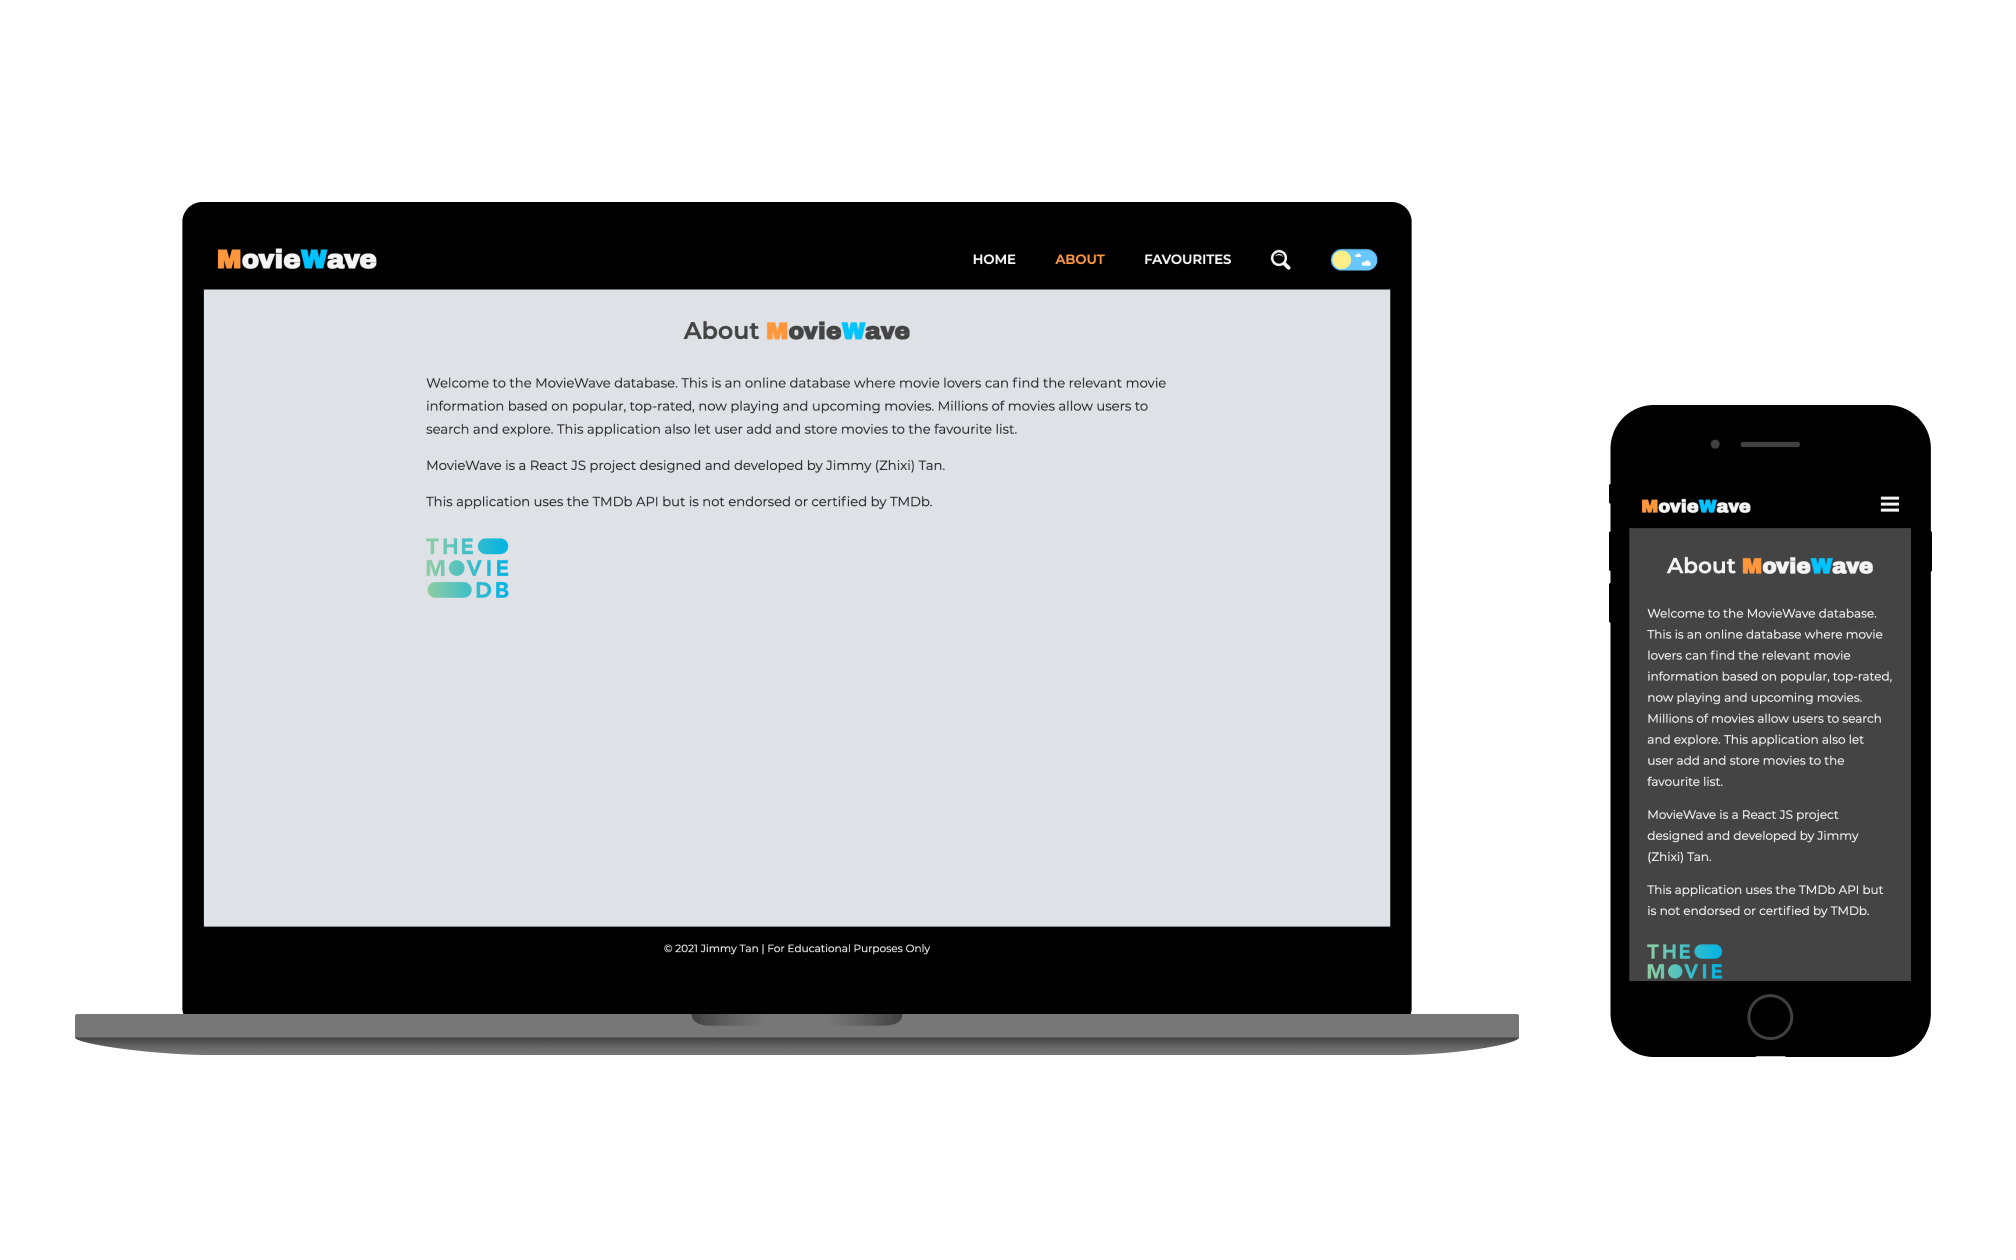 MovieWave
HOME ABOUT FAVOURITES
About MovieWave
Welcome to the MovieWave database. This is an online database where movie lovers can find the relevant movie
information based on popular, top-rated, now playing and upcoming movies. Millions of movies allow users to
search and explore. This application also let user add and store movies to the favourite list.
MovieWave is a React JS project designed and developed by Jimmy (Zhixi) Tan.
This application uses the TMDb API but is not endorsed or certified by TMDb.
THE
MOVIE
DB
© 2021 Jimmy Tan | For Educational Purposes Only
MovieWave
About MovieWave
Welcome to the MovieWave database.
This is an online database where movie
lovers can find the relevant movie
information based on popular, top-rated,
now playing and upcoming movies.
Millions of movies allow users to search
and explore. This application also let
user add and store movies to the
favourite list.
MovieWave is a React JS project
designed and developed by Jimmy
(Zhixi) Tan.
This application uses the TMDb API but
is not endorsed or certified by TMDb.
THE
MOVIE